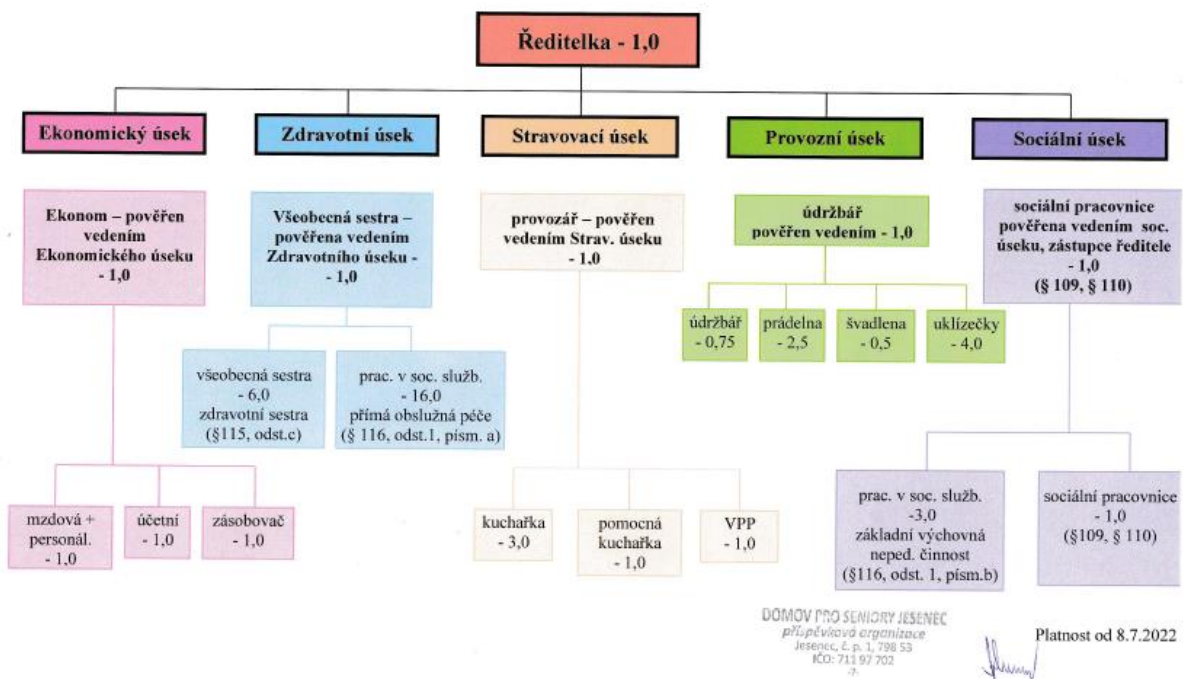 Ředitelka - 1,0
Ekonomický úsek
Zdravotní úsek
Stravovací úsek
Provozní úsek
Sociální úsek
Ekonom – pověřen
vedením
Ekonomického úseku
- 1,0
Všeobecná sestra –
pověřena vedením
Zdravotního úseku -
- 1,0
provozář – pověřen
vedením Strav. úseku
- 1,0
údržbář
pověřen vedením - 1,0
sociální pracovnice
pověřena vedením soc.
úseku, zástupce ředitele
- 1,0
(§ 109, § 110)
údržbář
- 0,75
prádelna
- 2,5
švadlena
- 0,5
uklízečky
- 4,0
všeobecná sestra
- 6,0
zdravotní sestra
(§115, odst.c)
prac. v soc. služb.
- 16,0
přímá obslužná péče
(§ 116, odst.1, písm. a)
mzdová +
personál.
- 1,0
účetní
- 1,0
zásobovač
- 1,0
kuchařka
- 3,0
pomocná
kuchařka
- 1,0
VPP
- 1,0
prac. v soc. služb.
-3,0
základní výchovná
neped. činnost
(§116, odst. 1, písm.b)
sociální pracovnice
- 1,0
(§109, § 110)
DOMOV PRO SENIORY JESENEC
příspěvková organizace
Jesenec, č. p. 1, 798 53
IČO: 711 97 702
-7-
Platnost od 8.7.2022